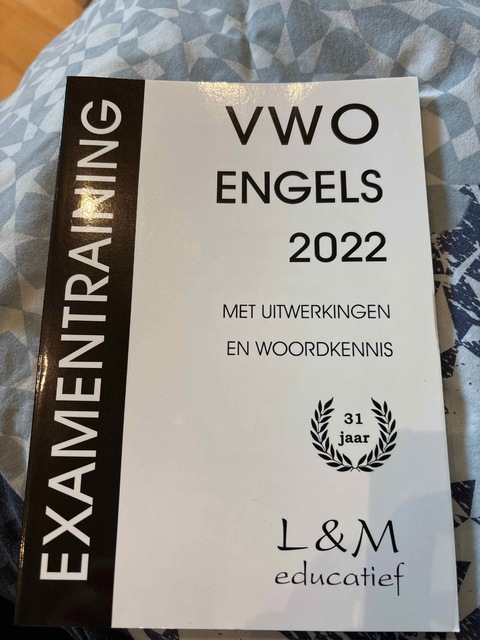 EXAMENTRAINING
VWO
ENGELS
2022
MET UITWERKINGEN
EN WOORDKENNIS
31
jaar
L&M
educatief